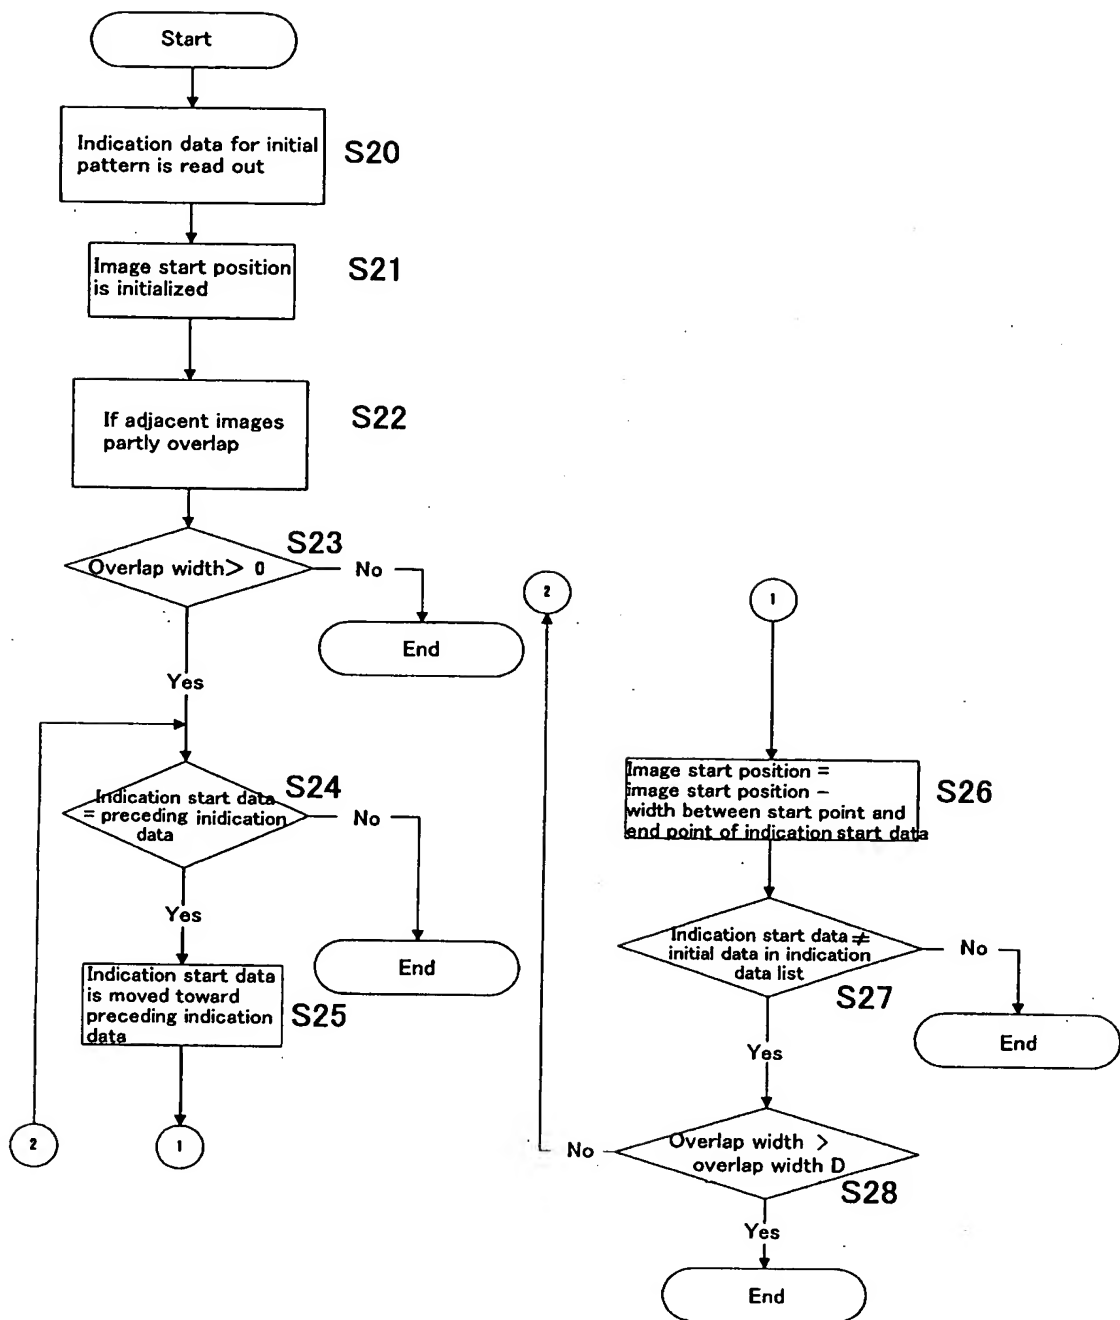 Start
Indication data for initial
pattern is read out
S20
Image start position
is initialized
S21
If adjacent images
partly overlap
S22
Overlap width> 0
S23
No
End
Yes
Indication start data
= preceding inidication
data
S24
No
End
Yes
Indication start data
is moved toward
preceding indication
data
S25
2
1
2
1
Image start position =
image start position –
width between start point and
end point of indication start data
S26
Indication start data ≠
initial data in indication
data list
S27
No
End
Yes
Overlap width >
overlap width D
S28
No
Yes
End